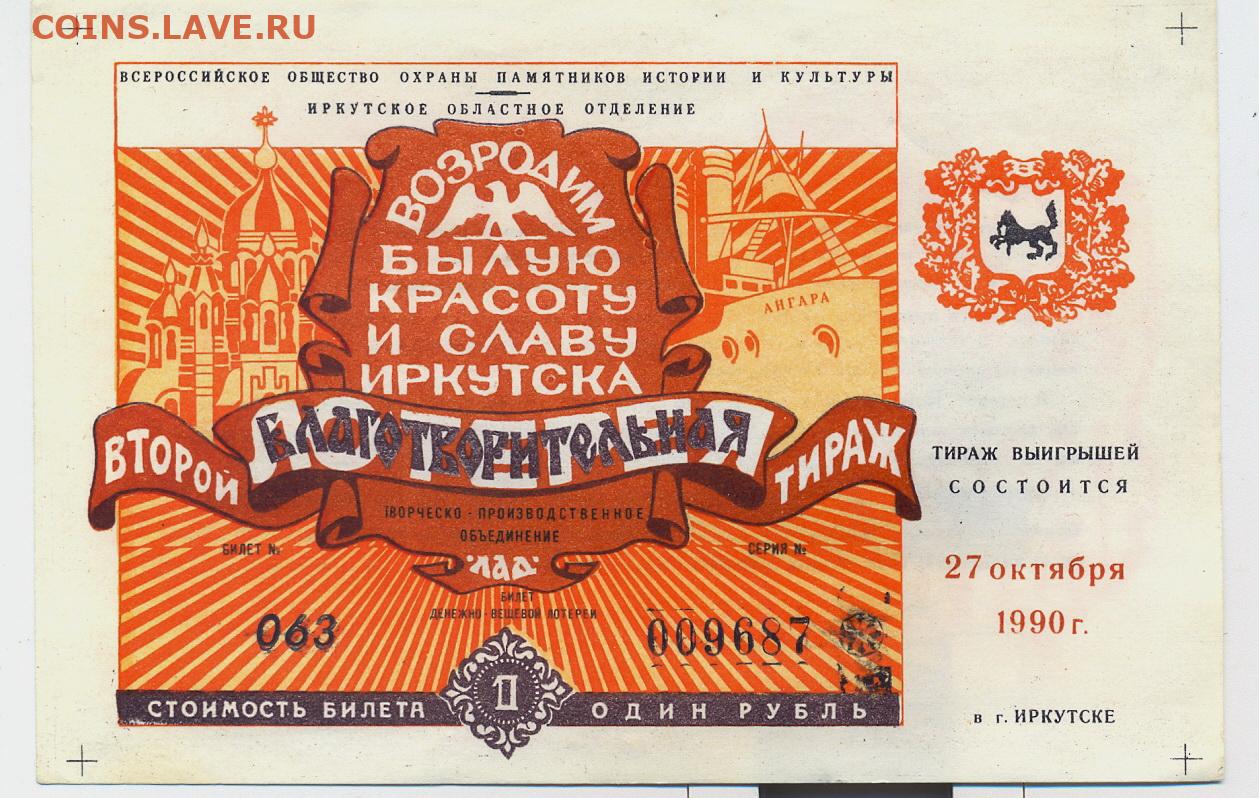 COINS.LAVE.RU
ВСЕРОССИЙСКОЕ ОБЩЕСТВО ОХРАНЫ ПАМЯТНИКОВ ИСТОРИИ И КУЛЬТУРЫ
ИРКУТСКОЕ ОБЛАСТНОЕ ОТДЕЛЕНИЕ
ВОЗРОДИМ
БЫЛУЮ
КРАСОТУ
И СЛАВУ
ИРКУТСКА
АНГАРА
ВТОРОЙ БЛАГОТВОРИТЕЛЬНАЯ ТИРАЖ
ТВОРЧЕСКО-ПРОИЗВОДСТВЕННОЕ
ОБЪЕДИНЕНИЕ
"ЛАД"
БИЛЕТ № СЕРИЯ №
БИЛЕТ
ДЕНЕЖНО-ВЕЩЕВОЙ ЛОТЕРЕИ
063 009687
1
СТОИМОСТЬ БИЛЕТА ОДИН РУБЛЬ
ТИРАЖ ВЫИГРЫШЕЙ
СОСТОИТСЯ
27 октября
1990 г.
в г. ИРКУТСКЕ